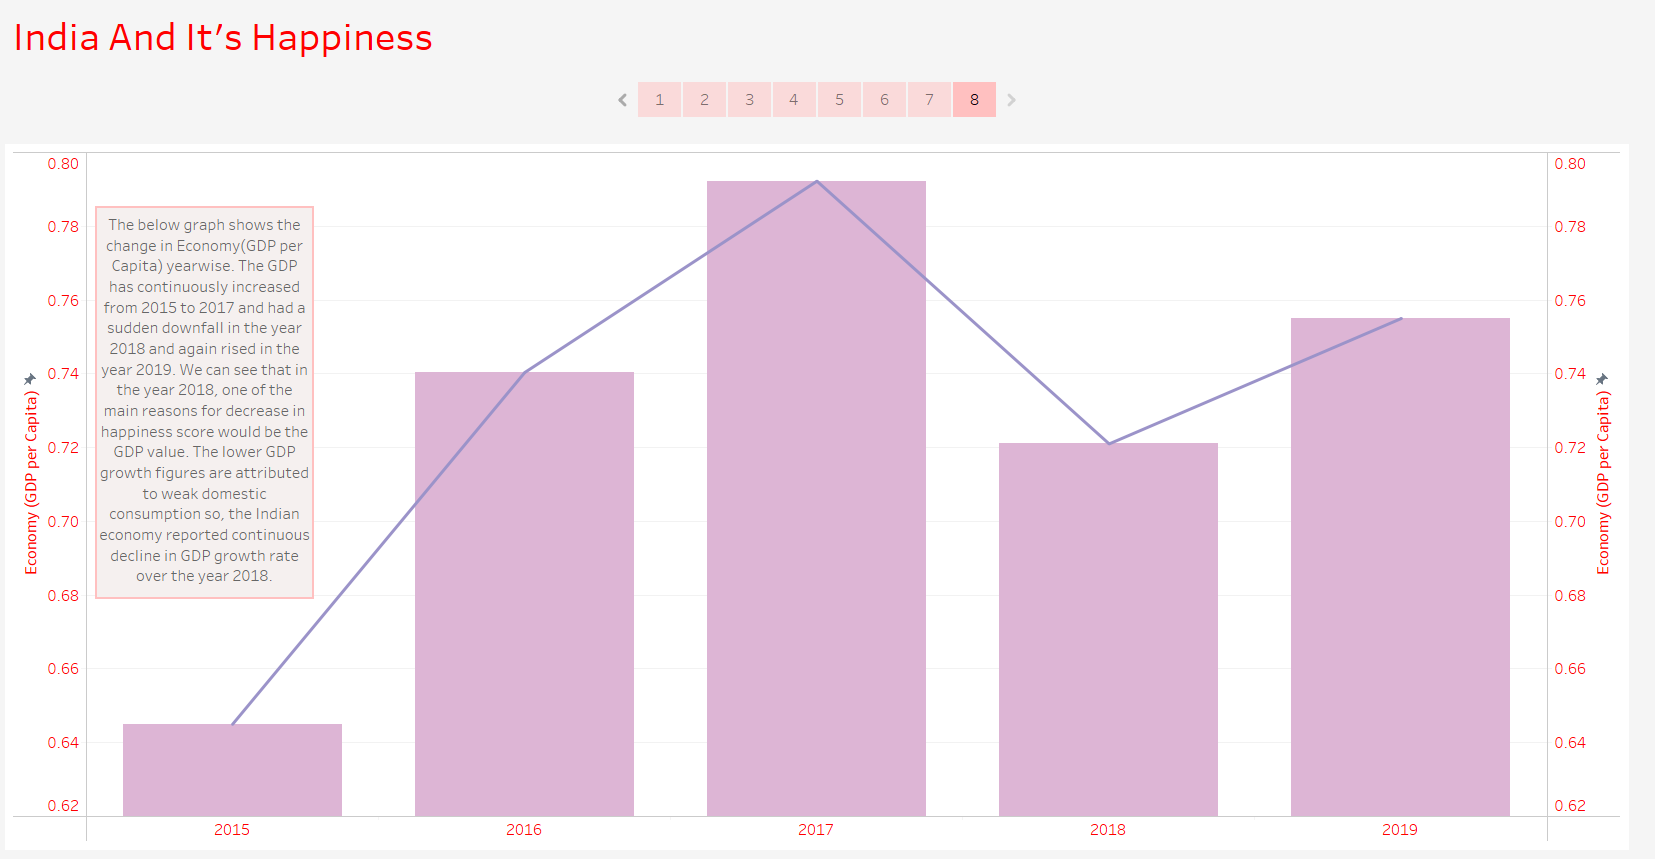 India And It’s Happiness
1 2 3 4 5 6 7 8
The below graph shows the
change in Economy(GDP per
Capita) yearwise. The GDP
has continuously increased
from 2015 to 2017 and had a
sudden downfall in the year
2018 and again rised in the
year 2019. We can see that in
the year 2018, one of the
main reasons for decrease in
happiness score would be the
GDP value. The lower GDP
growth figures are attributed
to weak domestic
consumption so, the Indian
economy reported continuous
decline in GDP growth rate
over the year 2018.
Economy (GDP per Capita)
0.80
0.78
0.76
0.74
0.72
0.70
0.68
0.66
0.64
0.62
0.80
0.78
0.76
0.74
0.72
0.70
0.68
0.66
0.64
0.62
Economy (GDP per Capita)
2015 2016 2017 2018 2019